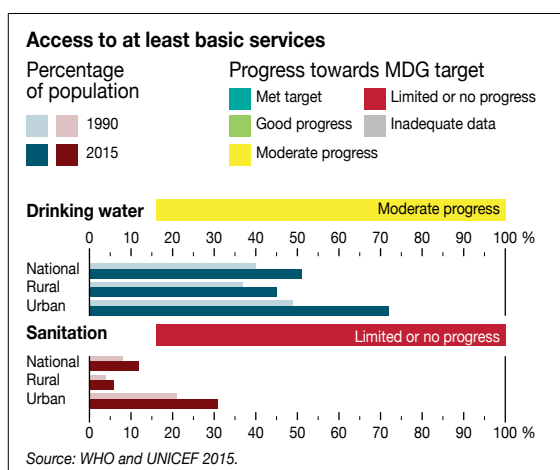 Access to at least basic services
Percentage
of population
1990
2015
Progress towards MDG target
Met target
Limited or no progress
Good progress
Inadequate data
Moderate progress
Drinking water
Moderate progress
0 10 20 30 40 50 60 70 80 90 100 %
National
Rural
Urban
Sanitation
Limited or no progress
National
Rural
Urban
0 10 20 30 40 50 60 70 80 90 100 %
Source: WHO and UNICEF 2015.